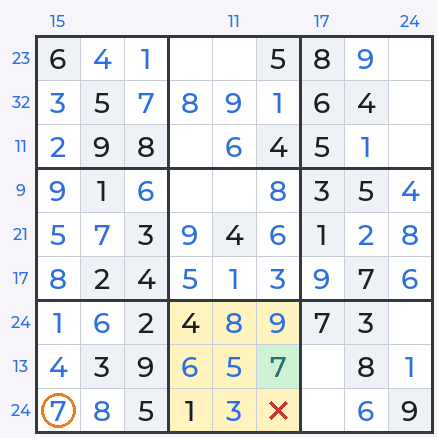 15 11 17 24
23 6 4 1 5 8 9
32 3 5 7 8 9 1 6 4
11 2 9 8 6 4 5 1
9 9 1 6 8 3 5 4
21 5 7 3 9 4 6 1 2 8
17 8 2 4 5 1 3 9 7 6
24 1 6 2 4 8 9 7 3
13 4 3 9 6 5 7 8 1
24 7 8 5 1 3 6 9